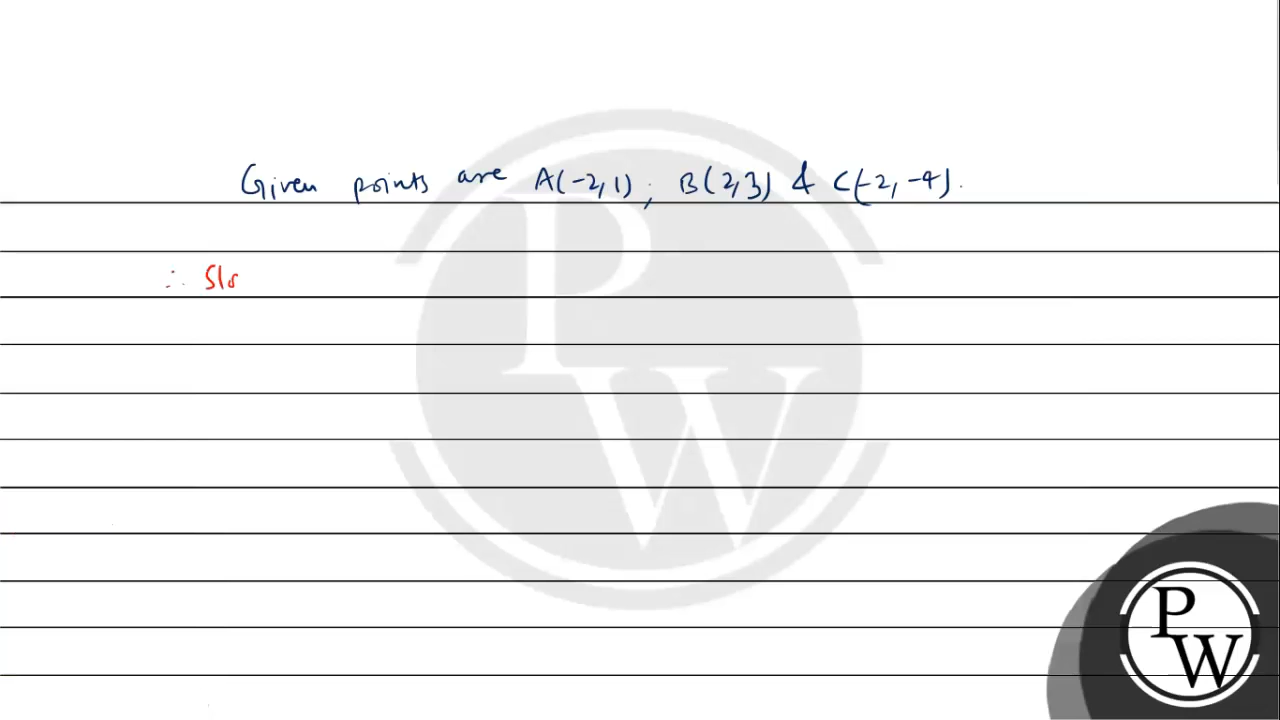 Given points are A(-2,1); B(2,3) & C(-2,-4).
∴ Slo
P
W
P
W